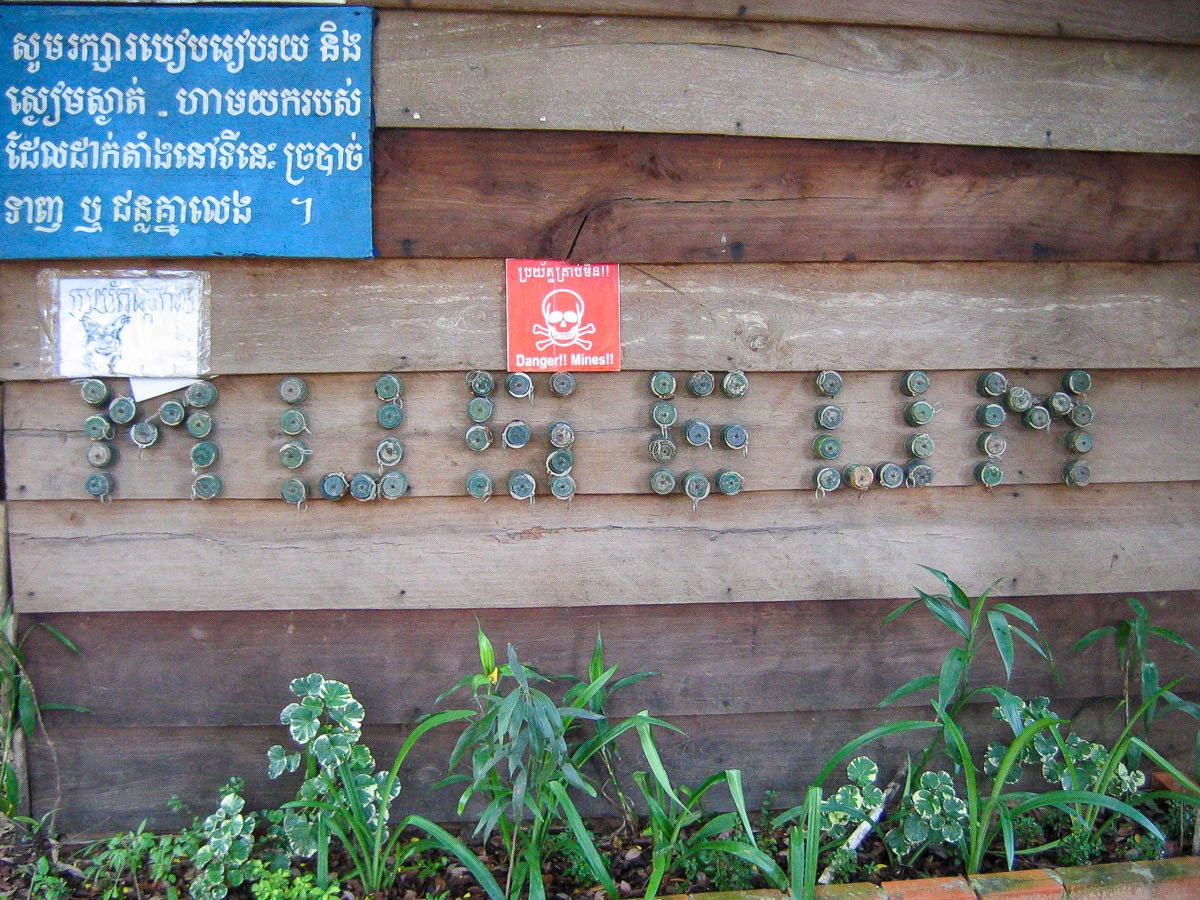 សូមរក្សារបៀបរៀបរយ និង
ស្ងៀមស្ងាត់ . ហាមយករបស់
ដែលដាក់តាំងនៅទីនេះ ច្របាច់
ទាញ ឬ ជន្លគ្នាលេង ។
ប្រយ័ត្នគ្រាប់មីន!!
Danger!! Mines!!
MUSEUM